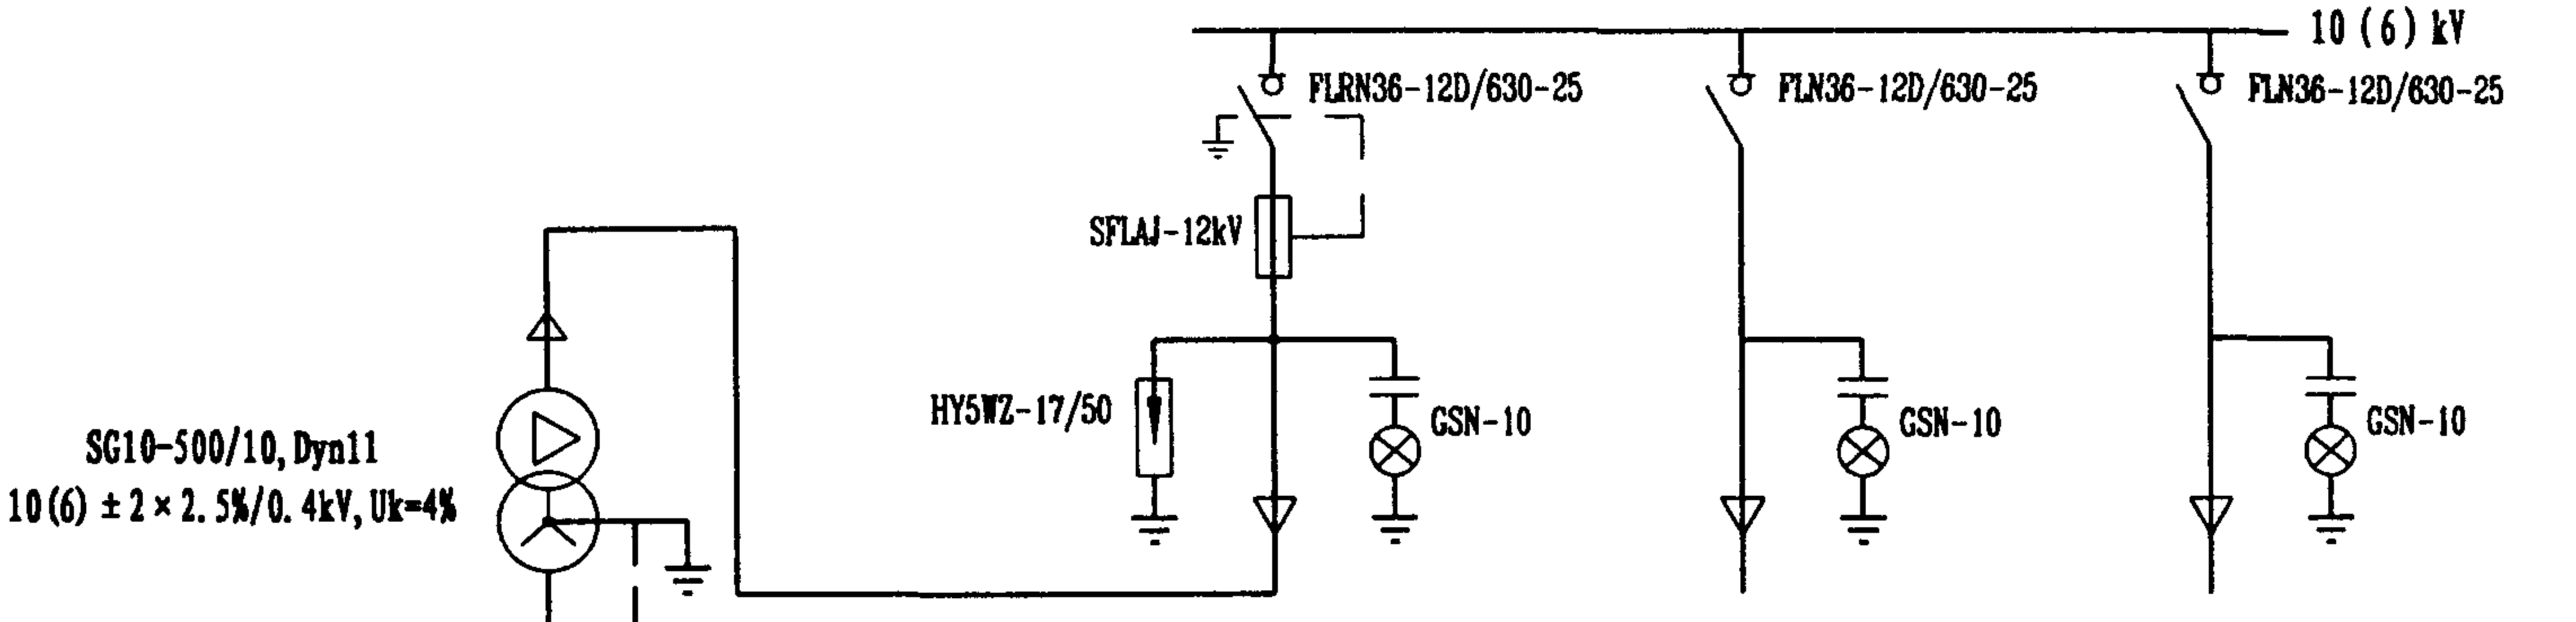 10(6)kV
FLRN36-12D/630-25
FLN36-12D/630-25
FLN36-12D/630-25
SFLAJ-12kV
HY5WZ-17/50
GSN-10
GSN-10
GSN-10
SG10-500/10, Dyn11
10(6)±2×2.5%/0.4kV, Uk=4%